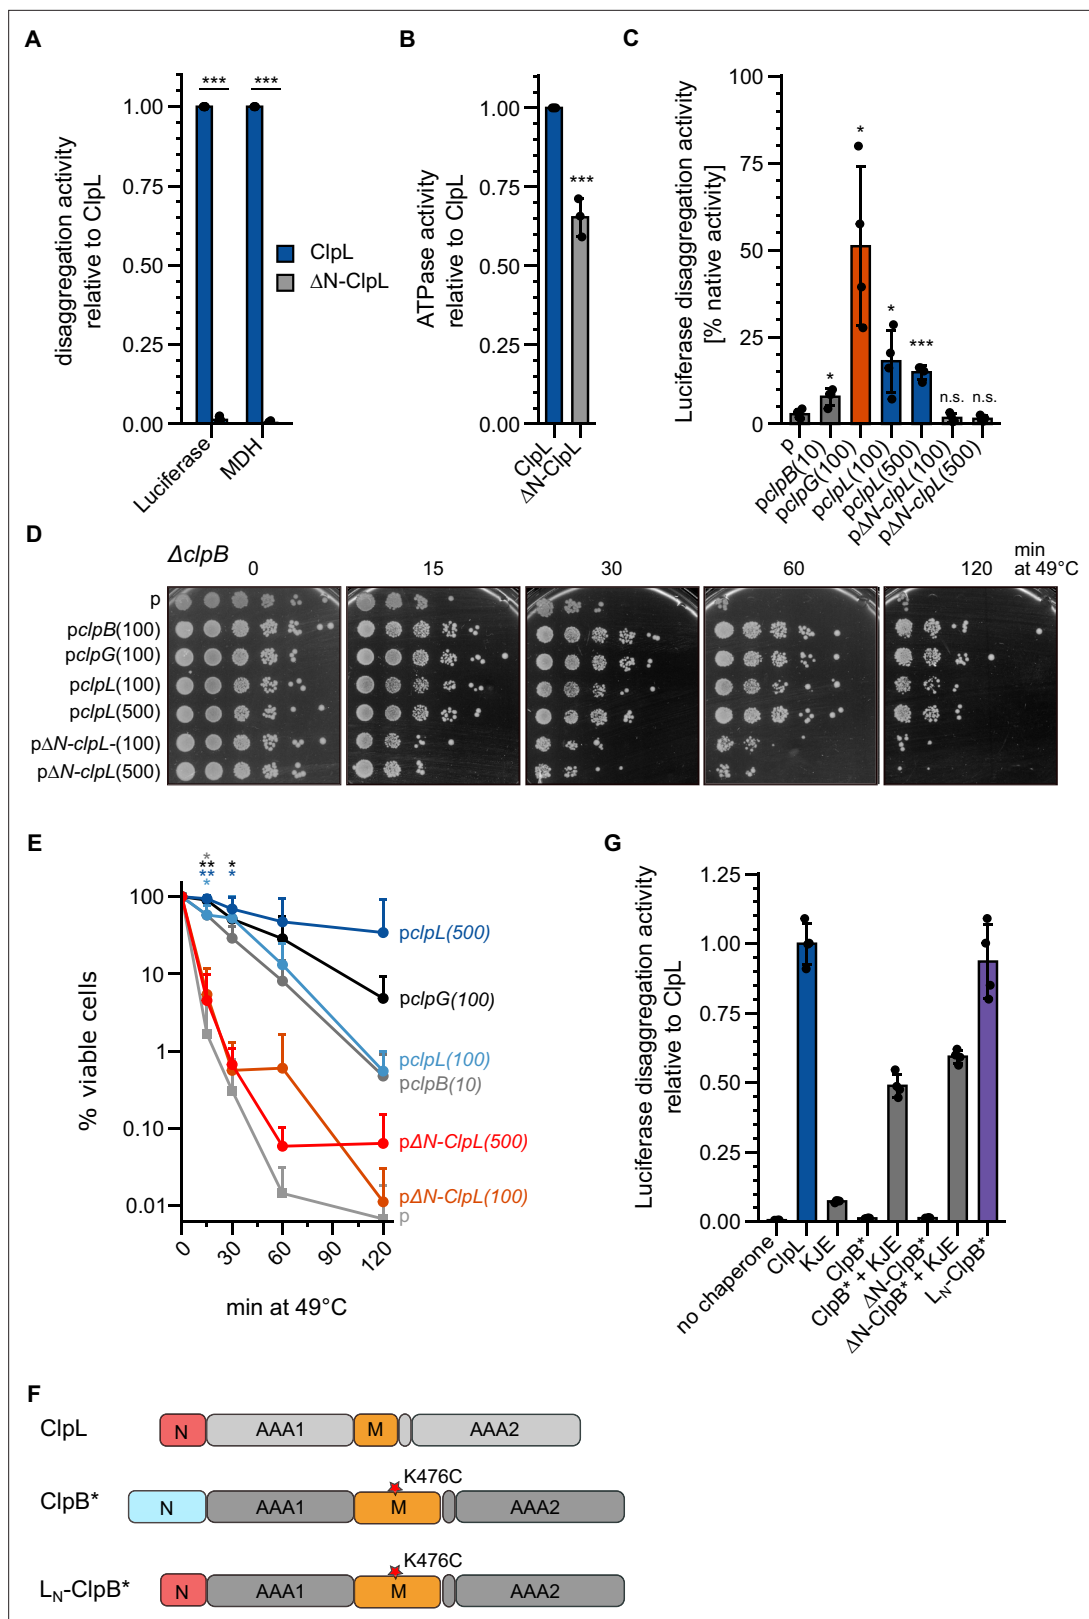 A
B
C
disaggregation activity
relative to ClpL
1.00
0.75
0.50
0.25
0.00
***
***
Luciferase
MDH
ClpL
ΔN-ClpL
ATPase activity
relative to ClpL
1.00
0.75
0.50
0.25
0.00
***
ClpL
ΔN-ClpL
Luciferase disaggregation activity
[% native activity]
100
75
50
25
0
*
*
*
***
n.s.
n.s.
p
pclpB(10)
pclpG(100)
pclpL(100)
pclpL(500)
pΔN-clpL(100)
pΔN-clpL(500)
D
ΔclpB
0
15
30
60
120
min
at 49°C
p
pclpB(100)
pclpG(100)
pclpL(100)
pclpL(500)
pΔN-clpL-(100)
pΔN-clpL(500)
E
% viable cells
100
10
1
0.10
0.01
*
**
**
*
*
*
pclpL(500)
pclpG(100)
pclpL(100)
pclpB(10)
pΔN-ClpL(500)
pΔN-ClpL(100)
p
0
30
60
90
120
min at 49°C
G
Luciferase disaggregation activity
relative to ClpL
1.25
1.00
0.75
0.50
0.25
0.00
no chaperone
ClpL
KJE
ClpB*
ClpB* + KJE
ΔN-ClpB*
ΔN-ClpB* + KJE
L_N-ClpB*
F
ClpL
N
AAA1
M
AAA2
K476C
ClpB*
N
AAA1
M
AAA2
K476C
L_N-ClpB*
N
AAA1
M
AAA2